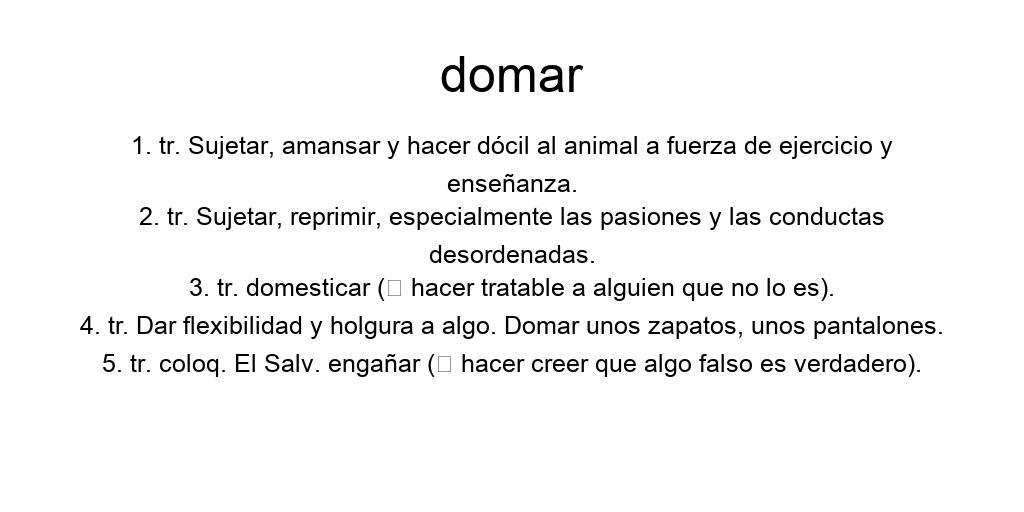 domar
1. tr. Sujetar, amansar y hacer dócil al animal a fuerza de ejercicio y
enseñanza.
2. tr. Sujetar, reprimir, especialmente las pasiones y las conductas
desordenadas.
3. tr. domesticar (▯ hacer tratable a alguien que no lo es).
4. tr. Dar flexibilidad y holgura a algo. Domar unos zapatos, unos pantalones.
5. tr. coloq. El Salv. engañar (▯ hacer creer que algo falso es verdadero).